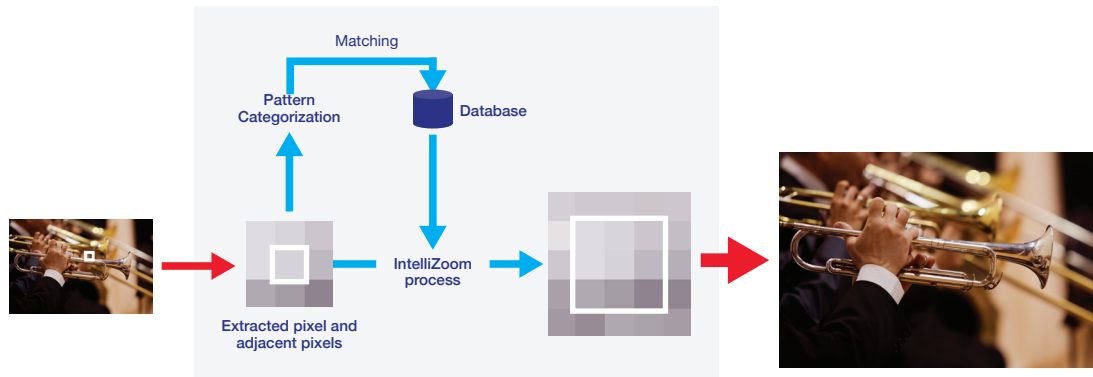 Matching
Pattern
Categorization
Database
IntelliZoom
process
Extracted pixel and
adjacent pixels